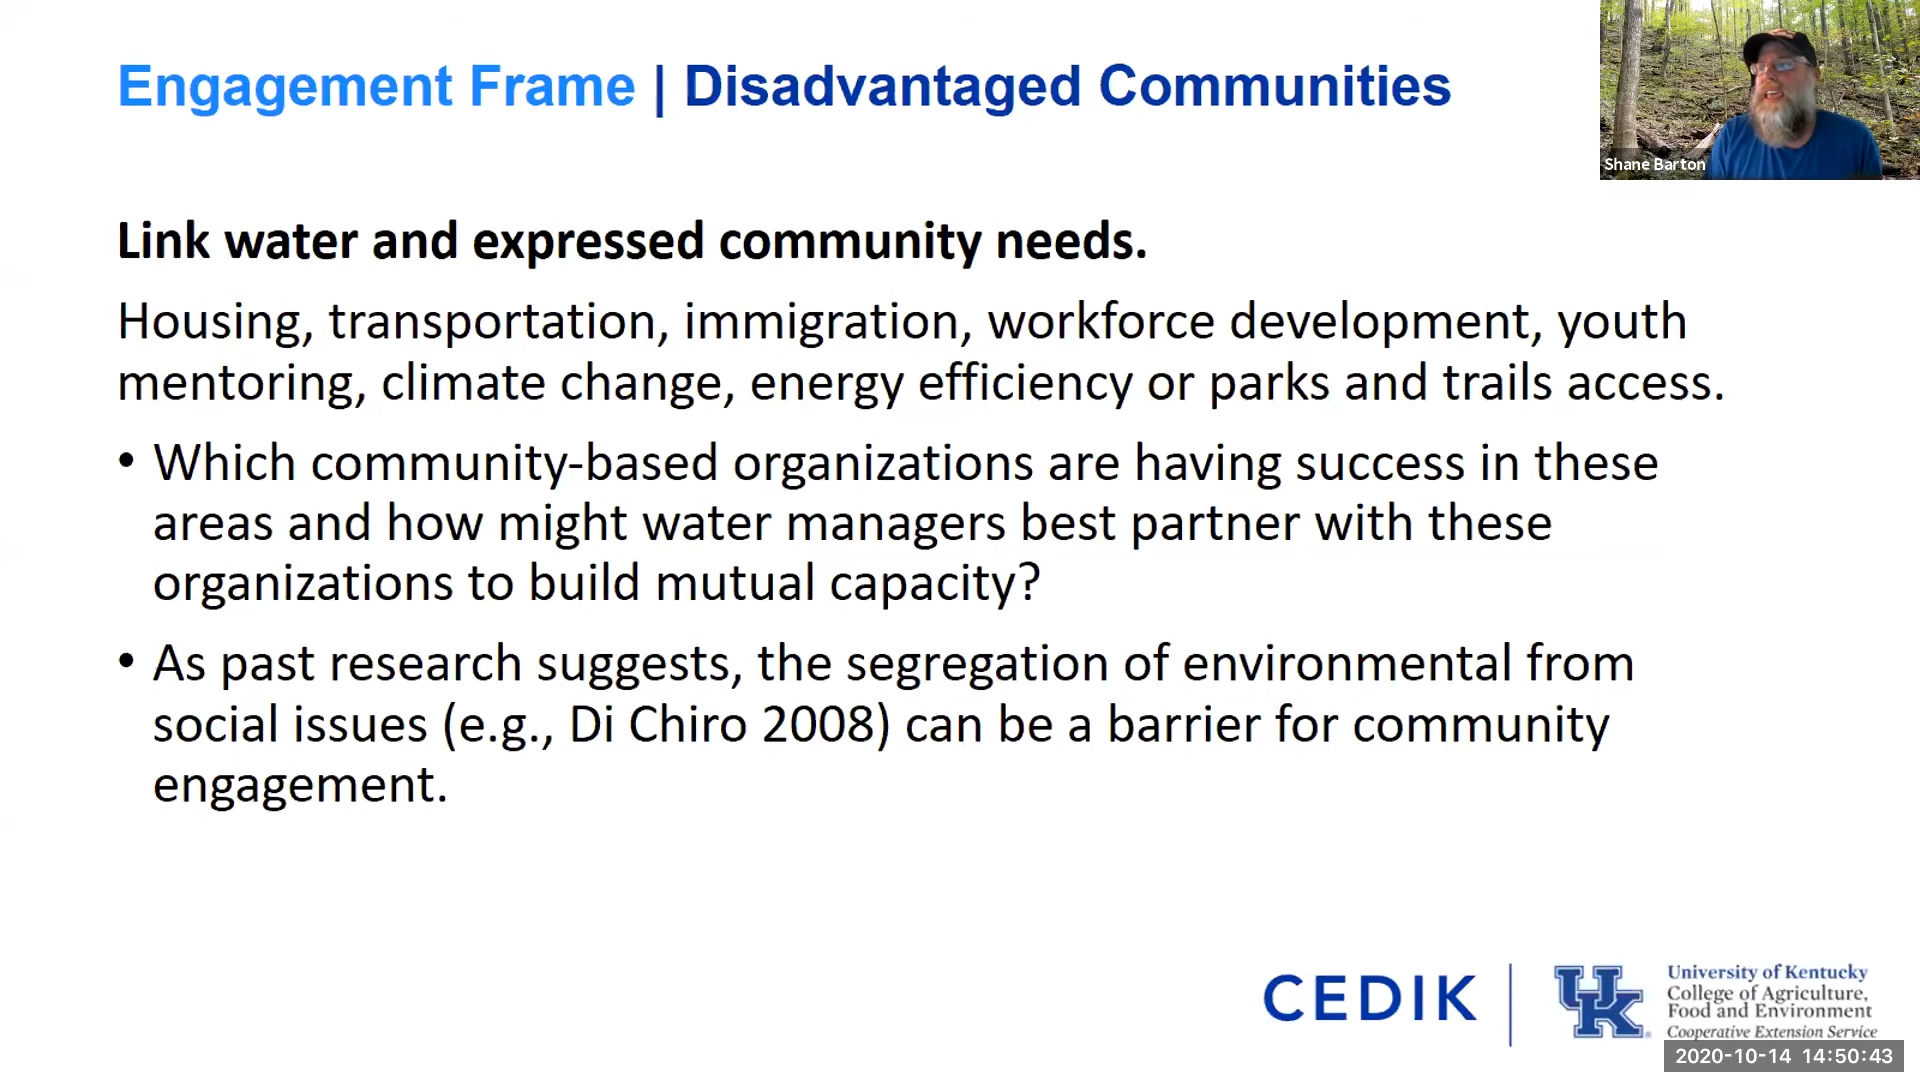 Engagement Frame | Disadvantaged Communities
Shane Barton
Link water and expressed community needs.
Housing, transportation, immigration, workforce development, youth
mentoring, climate change, energy efficiency or parks and trails access.
• Which community-based organizations are having success in these
areas and how might water managers best partner with these
organizations to build mutual capacity?
• As past research suggests, the segregation of environmental from
social issues (e.g., Di Chiro 2008) can be a barrier for community
engagement.
CEDIK
UK
University of Kentucky
College of Agriculture,
Food and Environment
Cooperative Extension Service
2020-10-14 14:50:43